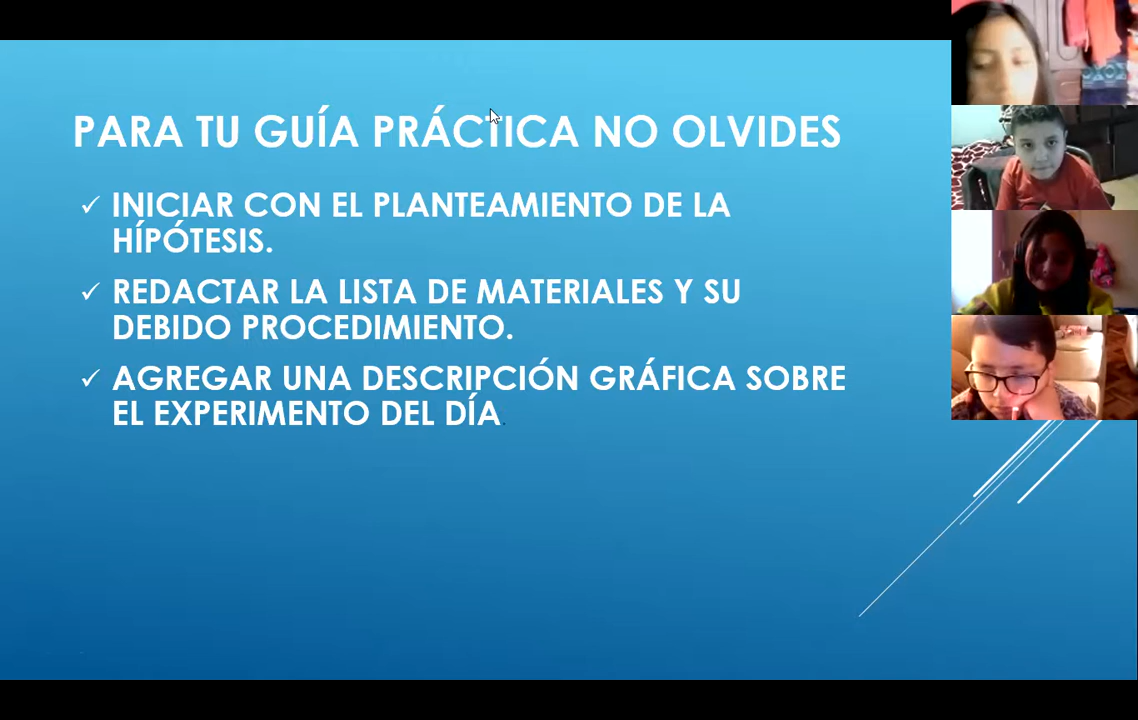 PARA TU GUÍA PRÁCTICA NO OLVIDES
INICIAR CON EL PLANTEAMIENTO DE LA
HÍPÓTESIS.
REDACTAR LA LISTA DE MATERIALES Y SU
DEBIDO PROCEDIMIENTO.
AGREGAR UNA DESCRIPCIÓN GRÁFICA SOBRE
EL EXPERIMENTO DEL DÍA.